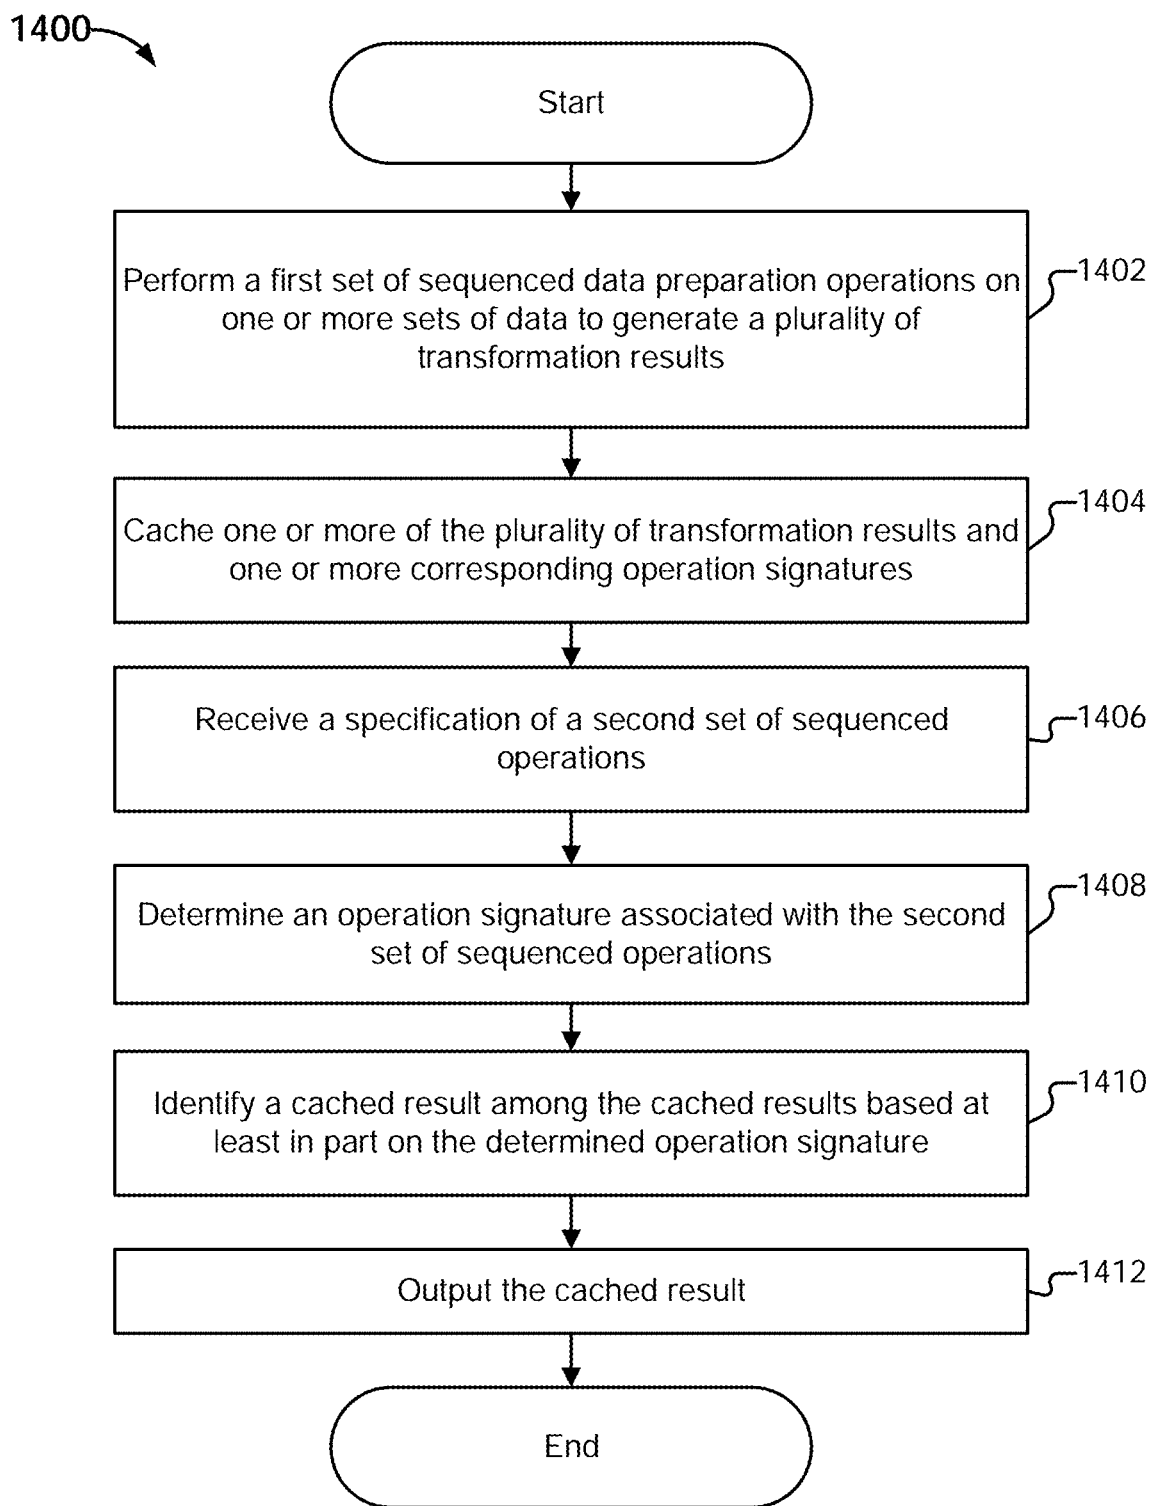 1400
Start
Perform a first set of sequenced data preparation operations on
one or more sets of data to generate a plurality of
transformation results
1402
Cache one or more of the plurality of transformation results and
one or more corresponding operation signatures
1404
Receive a specification of a second set of sequenced
operations
1406
Determine an operation signature associated with the second
set of sequenced operations
1408
Identify a cached result among the cached results based at
least in part on the determined operation signature
1410
Output the cached result
1412
End